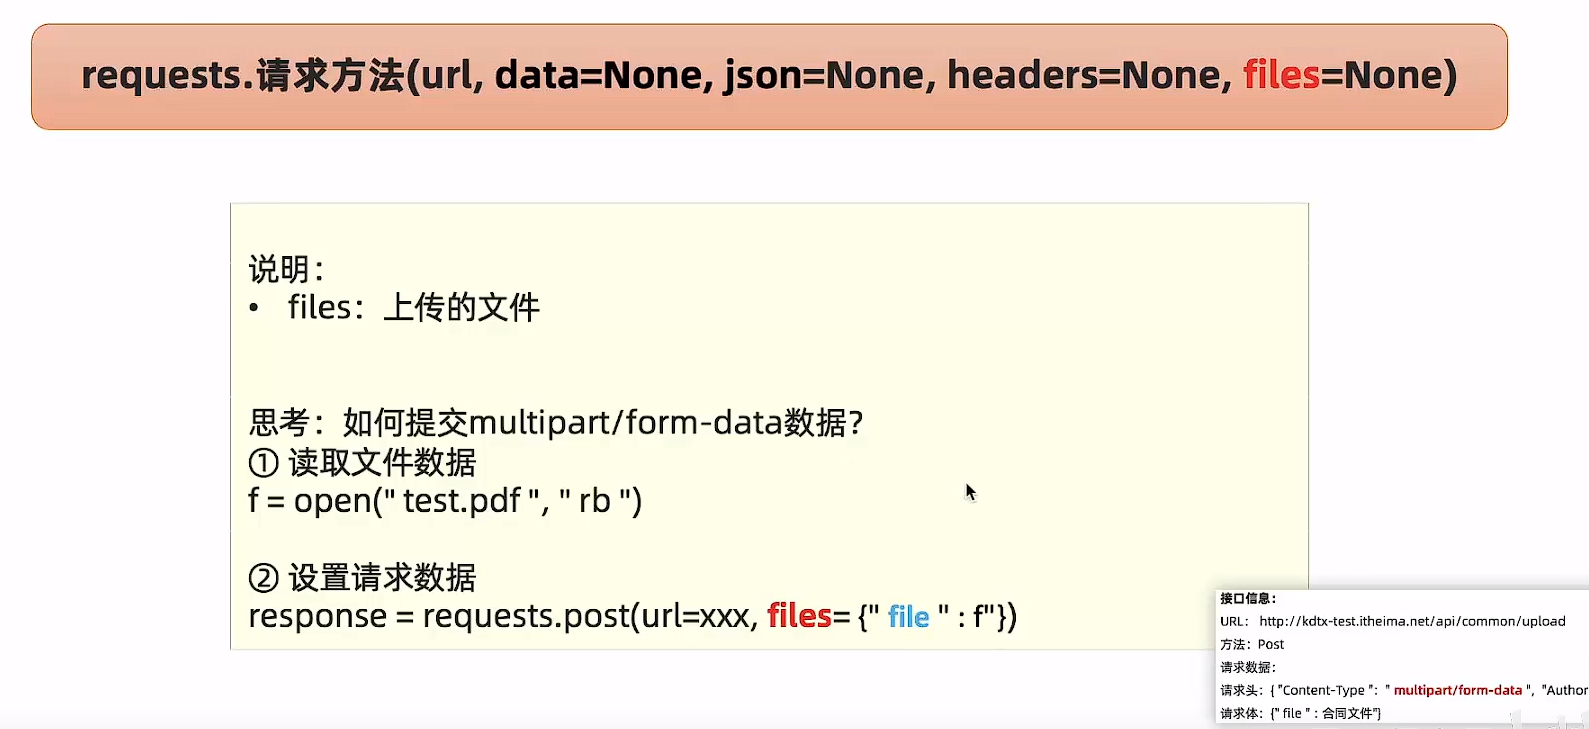 requests.请求方法(url, data=None, json=None, headers=None, files=None)
说明：
• files：上传的文件
思考：如何提交multipart/form-data数据？
① 读取文件数据
f = open(" test.pdf ", " rb ")
② 设置请求数据
response = requests.post(url=xxx, files= {" file " : f"})
接口信息：
URL： http://kdtx-test.itheima.net/api/common/upload
方法：Post
请求数据：
请求头：{ "Content-Type "： " multipart/form-data ", "Author
请求体：{" file " : 合同文件"}